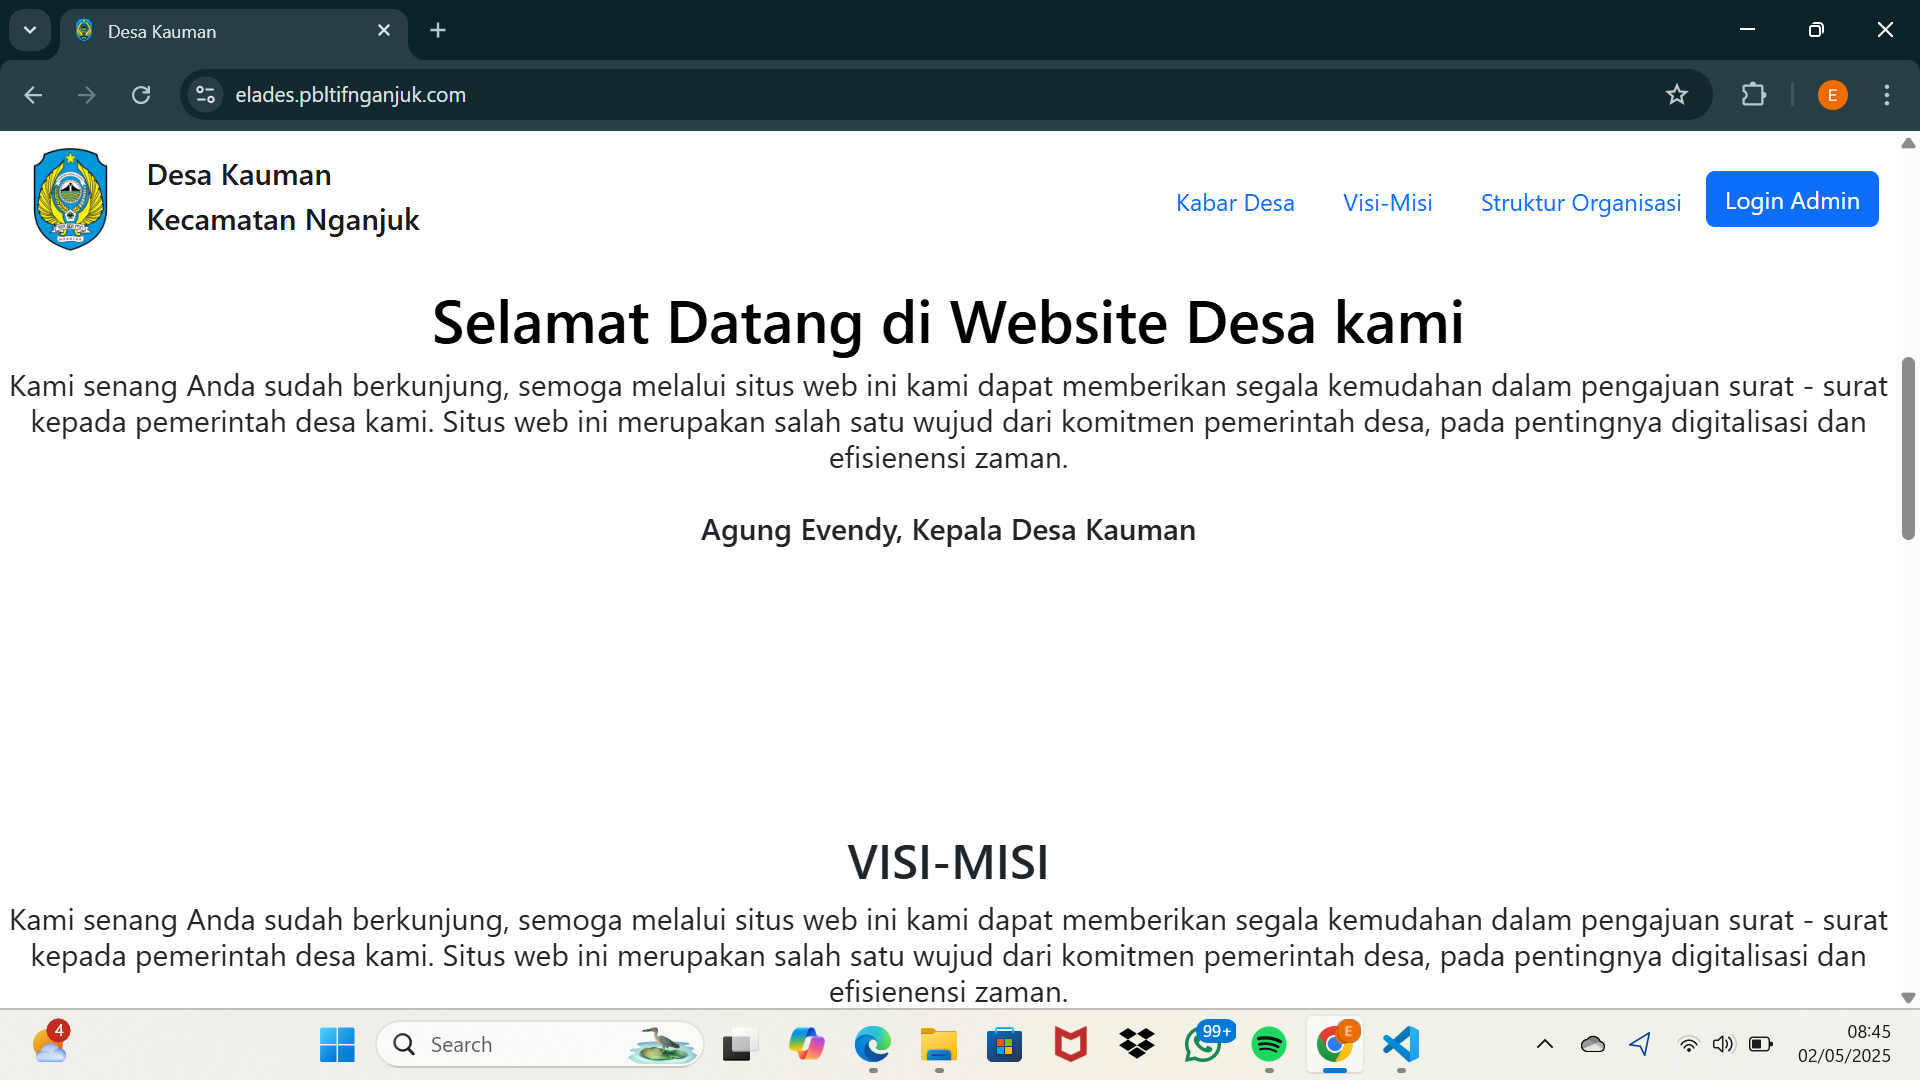 Desa Kauman
elades.pbltifnganjuk.com
E
Desa Kauman
Kecamatan Nganjuk
Kabar Desa
Visi-Misi
Struktur Organisasi
Login Admin
Selamat Datang di Website Desa kami
Kami senang Anda sudah berkunjung, semoga melalui situs web ini kami dapat memberikan segala kemudahan dalam pengajuan surat - surat
kepada pemerintah desa kami. Situs web ini merupakan salah satu wujud dari komitmen pemerintah desa, pada pentingnya digitalisasi dan
efisienensi zaman.
Agung Evendy, Kepala Desa Kauman
VISI-MISI
Kami senang Anda sudah berkunjung, semoga melalui situs web ini kami dapat memberikan segala kemudahan dalam pengajuan surat - surat
kepada pemerintah desa kami. Situs web ini merupakan salah satu wujud dari komitmen pemerintah desa, pada pentingnya digitalisasi dan
efisienensi zaman.
4
Search
99+
E
08:45
02/05/2025